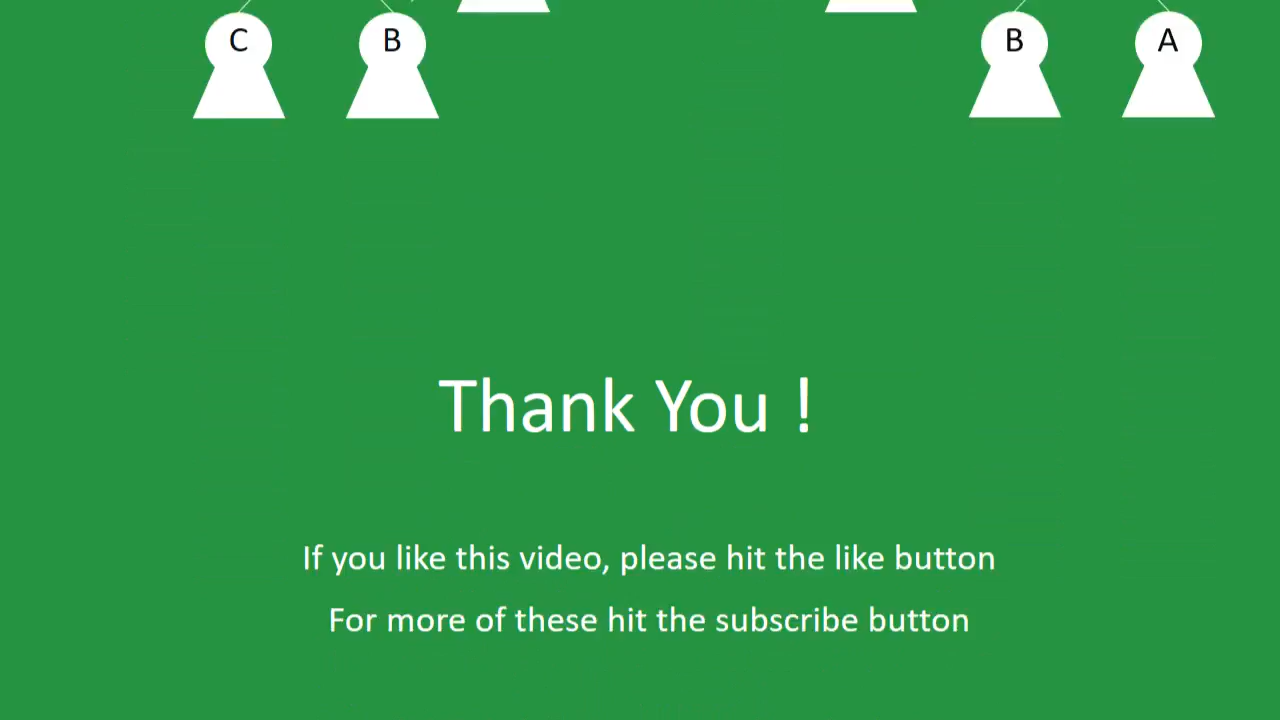 C B B A
Thank You !
If you like this video, please hit the like button
For more of these hit the subscribe button